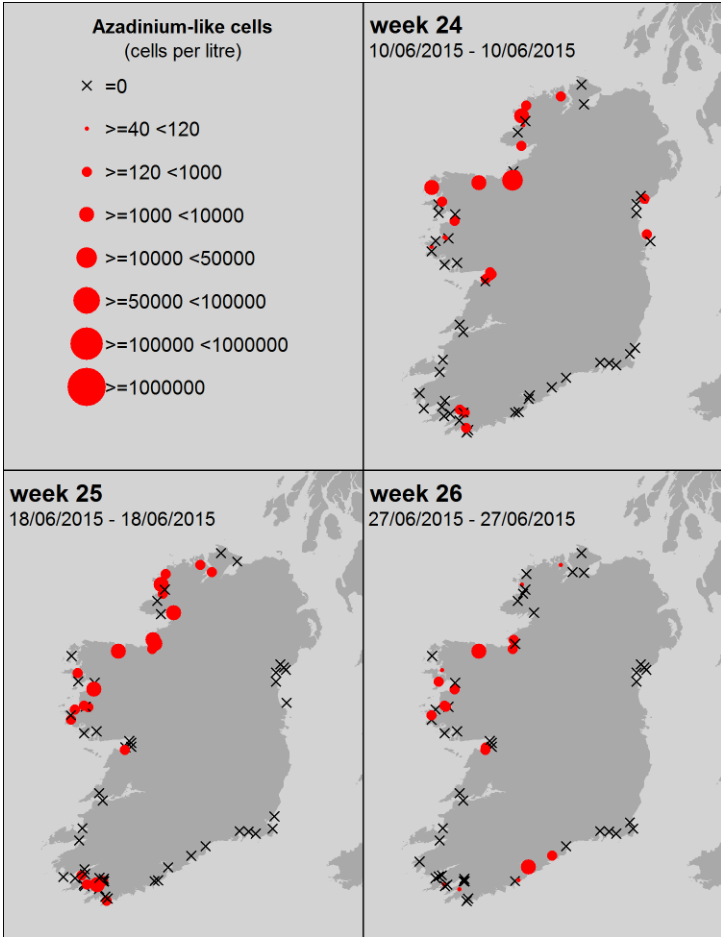 Azadinium-like cells
(cells per litre)
=0
>=40 <120
>=120 <1000
>=1000 <10000
>=10000 <50000
>=50000 <100000
>=100000 <1000000
>=1000000
week 24
10/06/2015 - 10/06/2015
week 25
18/06/2015 - 18/06/2015
week 26
27/06/2015 - 27/06/2015